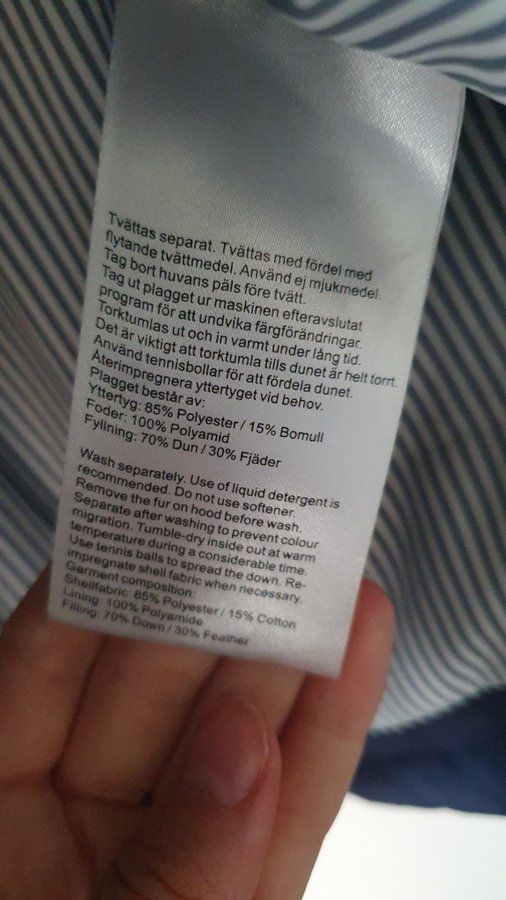 Tvättas separat. Tvättas med fördel med
flytande tvättmedel. Använd ej mjukmedel.
Tag bort huvans päls före tvätt.
Tag ut plagget ur maskinen efteravslutat
program för att undvika färgförändringar.
Torktumlas ut och in varmt under lång tid.
Det är viktigt att torktumla tills dunet är helt torrt.
Använd tennisbollar för att fördela dunet.
Återimpregnera yttertyget vid behov.
Plagget består av:
Yttertyg: 85% Polyester / 15% Bomull
Foder: 100% Polyamid
Fyllning: 70% Dun / 30% Fjäder
Wash separately. Use of liquid detergent is
recommended. Do not use softener.
Remove the fur on hood before wash.
Separate after washing to prevent colour
migration. Tumble-dry inside out at warm
temperature during a considerable time.
Use tennis balls to spread the down. Re-
impregnate shell fabric when necessary.
Garment composition:
Shellfabric: 85% Polyester / 15% Cotton
Lining: 100% Polyamide
Filling: 70% Down / 30% Feather